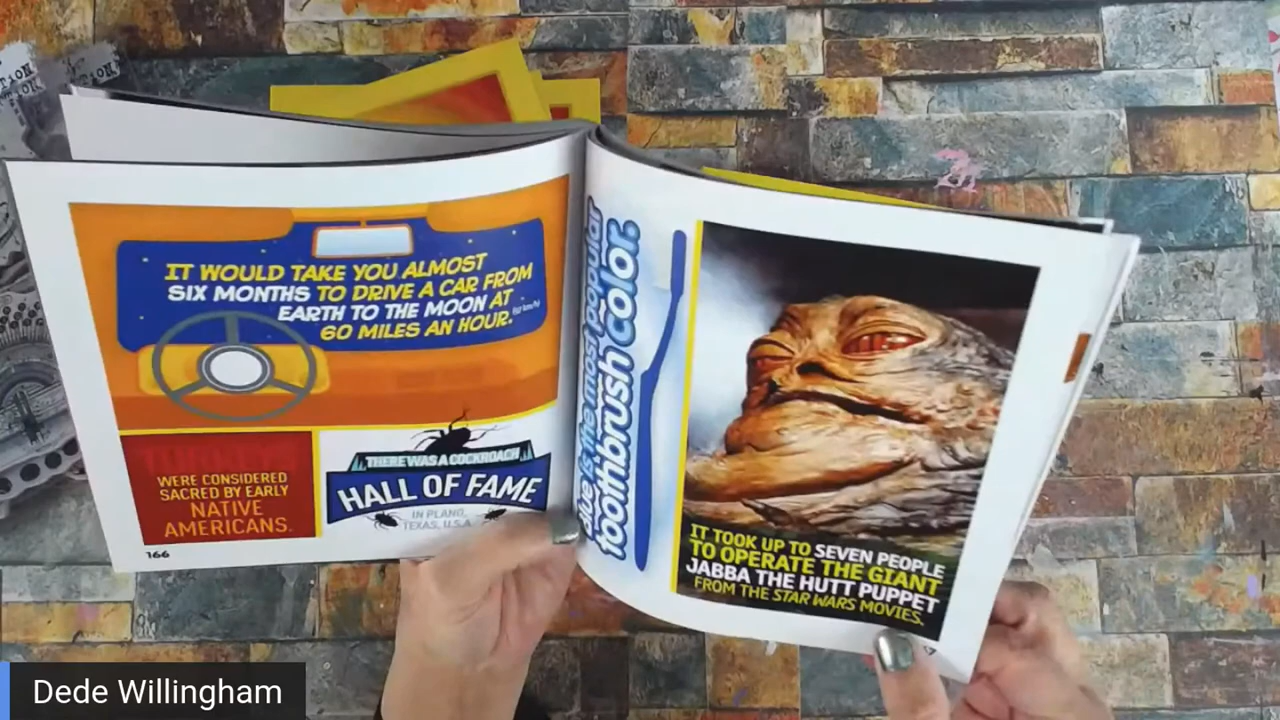 IT WOULD TAKE YOU ALMOST
SIX MONTHS TO DRIVE A CAR FROM
EARTH TO THE MOON AT
60 MILES AN HOUR.
WERE CONSIDERED
SACRED BY EARLY
NATIVE
AMERICANS.
THERE WAS A COCKROACH
HALL OF FAME
IN PLANO,
TEXAS, U.S.A.
166
blue is the most popular
toothbrush color.
IT TOOK UP TO SEVEN PEOPLE
TO OPERATE THE GIANT
JABBA THE HUTT PUPPET
FROM THE STAR WARS MOVIES.
Dede Willingham